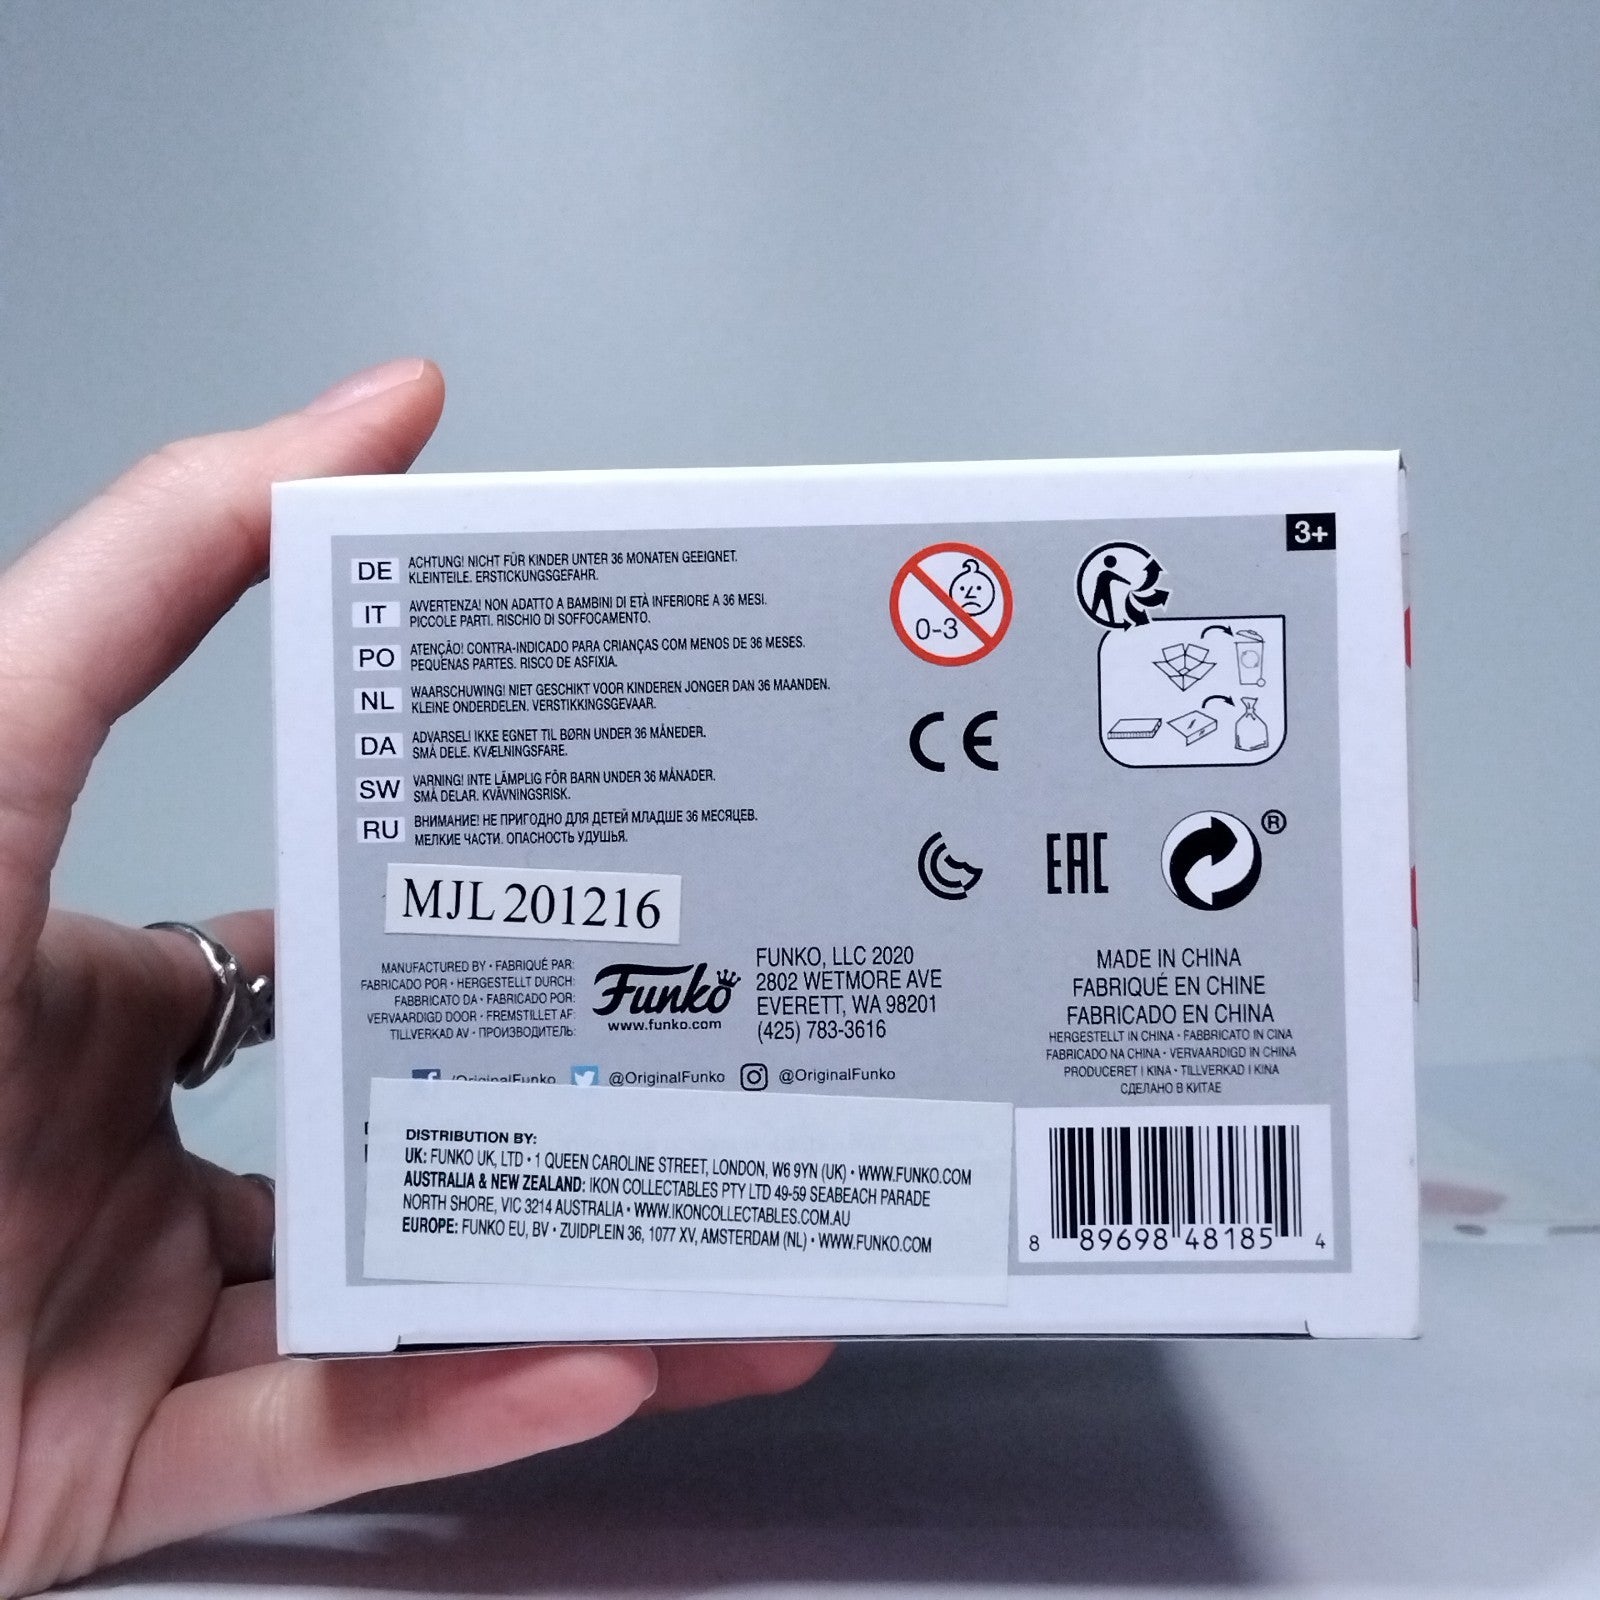 3+
DE ACHTUNG! NICHT FÜR KINDER UNTER 36 MONATEN GEEIGNET.
KLEINTEILE. ERSTICKUNGSGEFAHR.
IT AVVERTENZA! NON ADATTO A BAMBINI DI ETÀ INFERIORE A 36 MESI.
PICCOLE PARTI. RISCHIO DI SOFFOCAMENTO.
PO ATENÇÃO! CONTRA-INDICADO PARA CRIANÇAS COM MENOS DE 36 MESES.
PEQUENAS PARTES. RISCO DE ASFIXIA.
NL WAARSCHUWING! NIET GESCHIKT VOOR KINDEREN JONGER DAN 36 MAANDEN.
KLEINE ONDERDELEN. VERSTIKKINGSGEVAAR.
DA ADVARSEL! IKKE EGNET TIL BØRN UNDER 36 MÅNEDER.
SMÅ DELE. KVÆLNINGSFARE.
SW VARNING! INTE LÄMPLIG FÖR BARN UNDER 36 MÅNADER.
SMÅ DELAR. KVÄVNINGSRISK.
RU ВНИМАНИЕ! НЕ ПРИГОДНО ДЛЯ ДЕТЕЙ МЛАДШЕ 36 МЕСЯЦЕВ.
МЕЛКИЕ ЧАСТИ. ОПАСНОСТЬ УДУШЬЯ.
0-3
CE
EAC
®
MJL 201216
MANUFACTURED BY • FABRIQUÉ PAR:
FABRICADO POR • HERGESTELLT DURCH:
FABBRICATO DA • FABRICADO POR:
VERVAARDIGD DOOR • FREMSTILLET AF:
TILLVERKAD AV • ПРОИЗВОДИТЕЛЬ:
Funko
www.funko.com
FUNKO, LLC 2020
2802 WETMORE AVE
EVERETT, WA 98201
(425) 783-3616
MADE IN CHINA
FABRIQUÉ EN CHINE
FABRICADO EN CHINA
HERGESTELLT IN CHINA • FABBRICATO IN CINA
FABRICADO NA CHINA • VERVAARDIGD IN CHINA
PRODUCERET I KINA • TILLVERKAD I KINA
СДЕЛАНО В КИТАЕ
/OriginalFunko @OriginalFunko @OriginalFunko
DISTRIBUTION BY:
UK: FUNKO UK, LTD • 1 QUEEN CAROLINE STREET, LONDON, W6 9YN (UK) • WWW.FUNKO.COM
AUSTRALIA & NEW ZEALAND: IKON COLLECTABLES PTY LTD 49-59 SEABEACH PARADE
NORTH SHORE, VIC 3214 AUSTRALIA • WWW.IKONCOLLECTABLES.COM.AU
EUROPE: FUNKO EU, BV • ZUIDPLEIN 36, 1077 XV, AMSTERDAM (NL) • WWW.FUNKO.COM
8 89698 48185 4